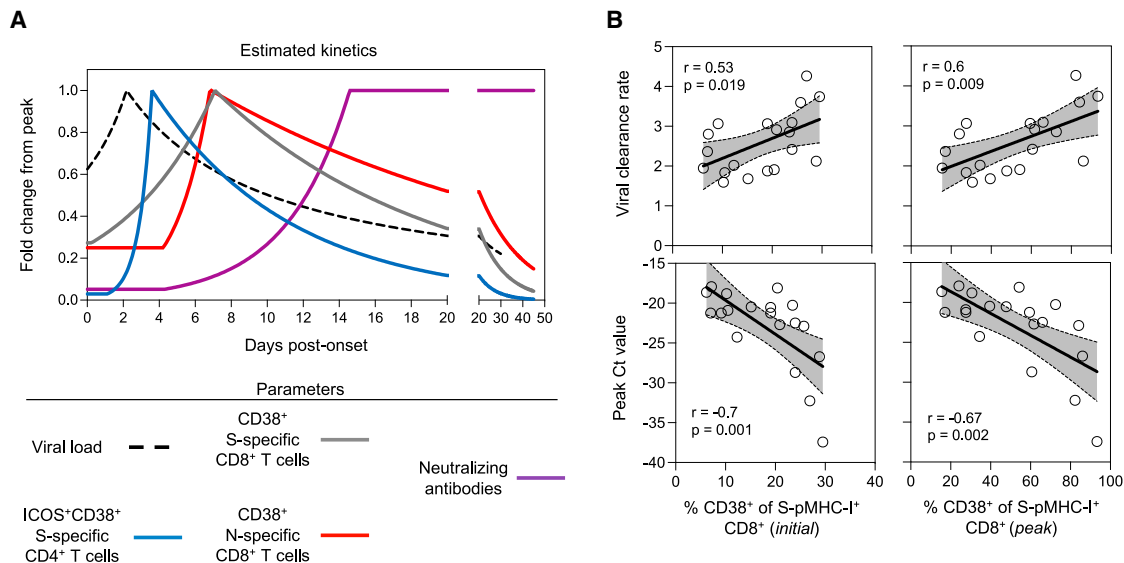 A
Estimated kinetics
Fold change from peak
1.0
0.8
0.6
0.4
0.2
0.0
0 2 4 6 8 10 12 14 16 18 20 20 30 40 50
Days post-onset
Parameters
Viral load
CD38⁺
S-specific
CD8⁺ T cells
Neutralizing
antibodies
ICOS⁺CD38⁺
S-specific
CD4⁺ T cells
CD38⁺
N-specific
CD8⁺ T cells
B
Viral clearance rate
5
4
3
2
1
0
r = 0.53
p = 0.019
r = 0.6
p = 0.009
Peak Ct value
-15
-20
-25
-30
-35
-40
r = -0.7
p = 0.001
r = -0.67
p = 0.002
0 10 20 30 40
% CD38⁺ of S-pMHC-I⁺
CD8⁺ (initial)
0 20 40 60 80 100
% CD38⁺ of S-pMHC-I⁺
CD8⁺ (peak)